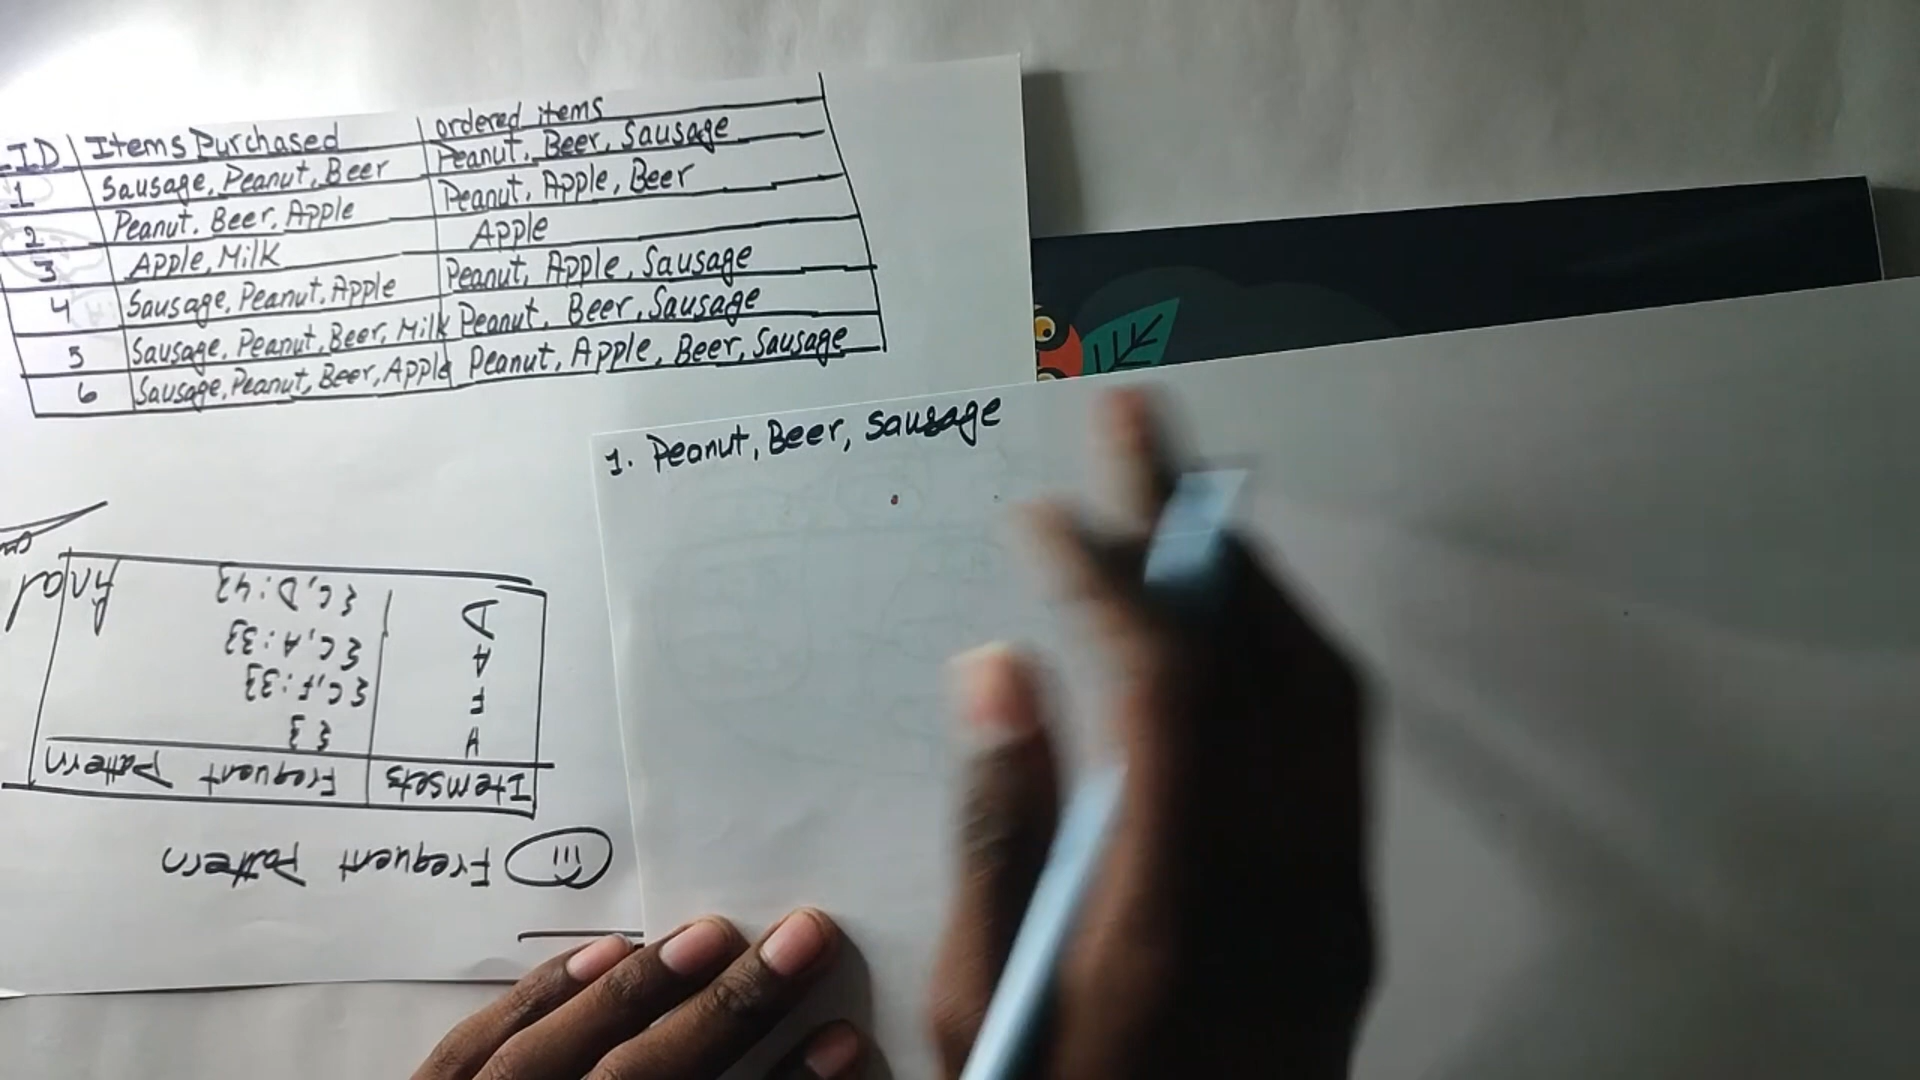 ID Items Purchased ordered items
1 Sausage, Peanut, Beer Peanut, Beer, Sausage
2 Peanut, Beer, Apple Peanut, Apple, Beer
3 Apple, Milk Apple
4 Sausage, Peanut, Apple Peanut, Apple, Sausage
5 Sausage, Peanut, Beer, Milk Peanut, Beer, Sausage
6 Sausage, Peanut, Beer, Apple Peanut, Apple, Beer, Sausage
1. Peanut, Beer, Sausage
iii Frequent Pattern
Itemsets Frequent Pattern
H { }
F {C,F:3}
A {C,A:3}
D {C,D:4}
final